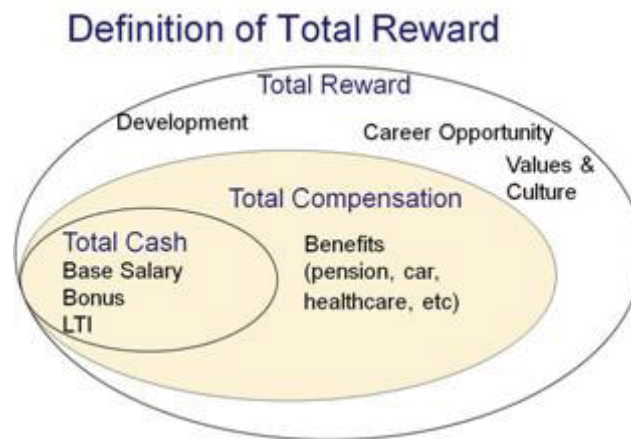 Definition of Total Reward
Total Reward
Development
Career Opportunity
Values &
Culture
Total Compensation
Total Cash
Base Salary
Bonus
LTI
Benefits
(pension, car,
healthcare, etc)